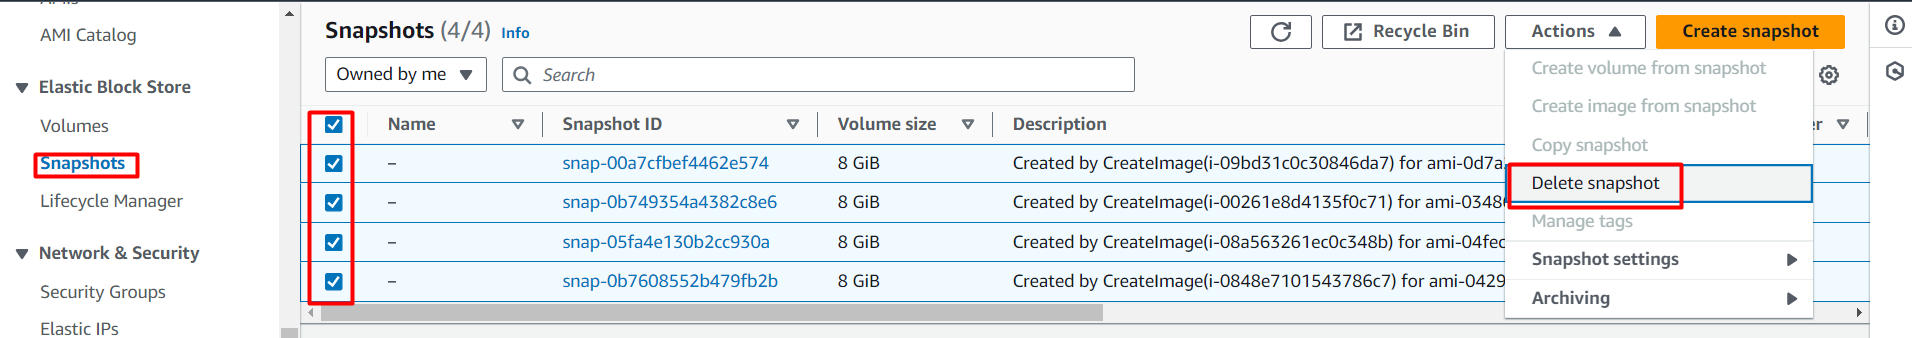 AMI Catalog
Elastic Block Store
Volumes
Snapshots
Lifecycle Manager
Network & Security
Security Groups
Elastic IPs
Snapshots (4/4) Info
Recycle Bin
Actions
Create snapshot
Owned by me
Search
Create volume from snapshot
Create image from snapshot
Copy snapshot
Delete snapshot
Manage tags
Snapshot settings
Archiving
Name Snapshot ID Volume size Description er
– snap-00a7cfbef4462e574 8 GiB Created by CreateImage(i-09bd31c0c30846da7) for ami-0d7a
– snap-0b749354a4382c8e6 8 GiB Created by CreateImage(i-00261e8d4135f0c71) for ami-0348
– snap-05fa4e130b2cc930a 8 GiB Created by CreateImage(i-08a563261ec0c348b) for ami-04fec
– snap-0b7608552b479fb2b 8 GiB Created by CreateImage(i-0848e7101543786c7) for ami-0429